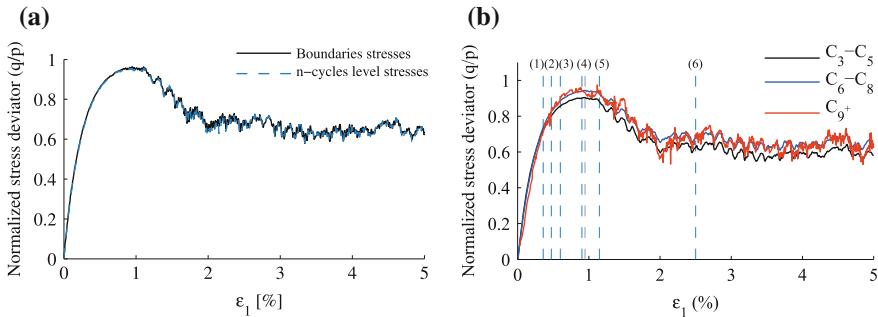 (a)
Normalized stress deviator (q/p)
1
0.8
0.6
0.4
0.2
0
0 1 2 3 4 5
ε1 [%]
Boundaries stresses
n−cycles level stresses
(b)
Normalized stress deviator (q/p)
1
0.8
0.6
0.4
0.2
0
0 1 2 3 4 5
ε1 (%)
(1) (2) (3) (4) (5) (6)
C3−C5
C6−C8
C9+